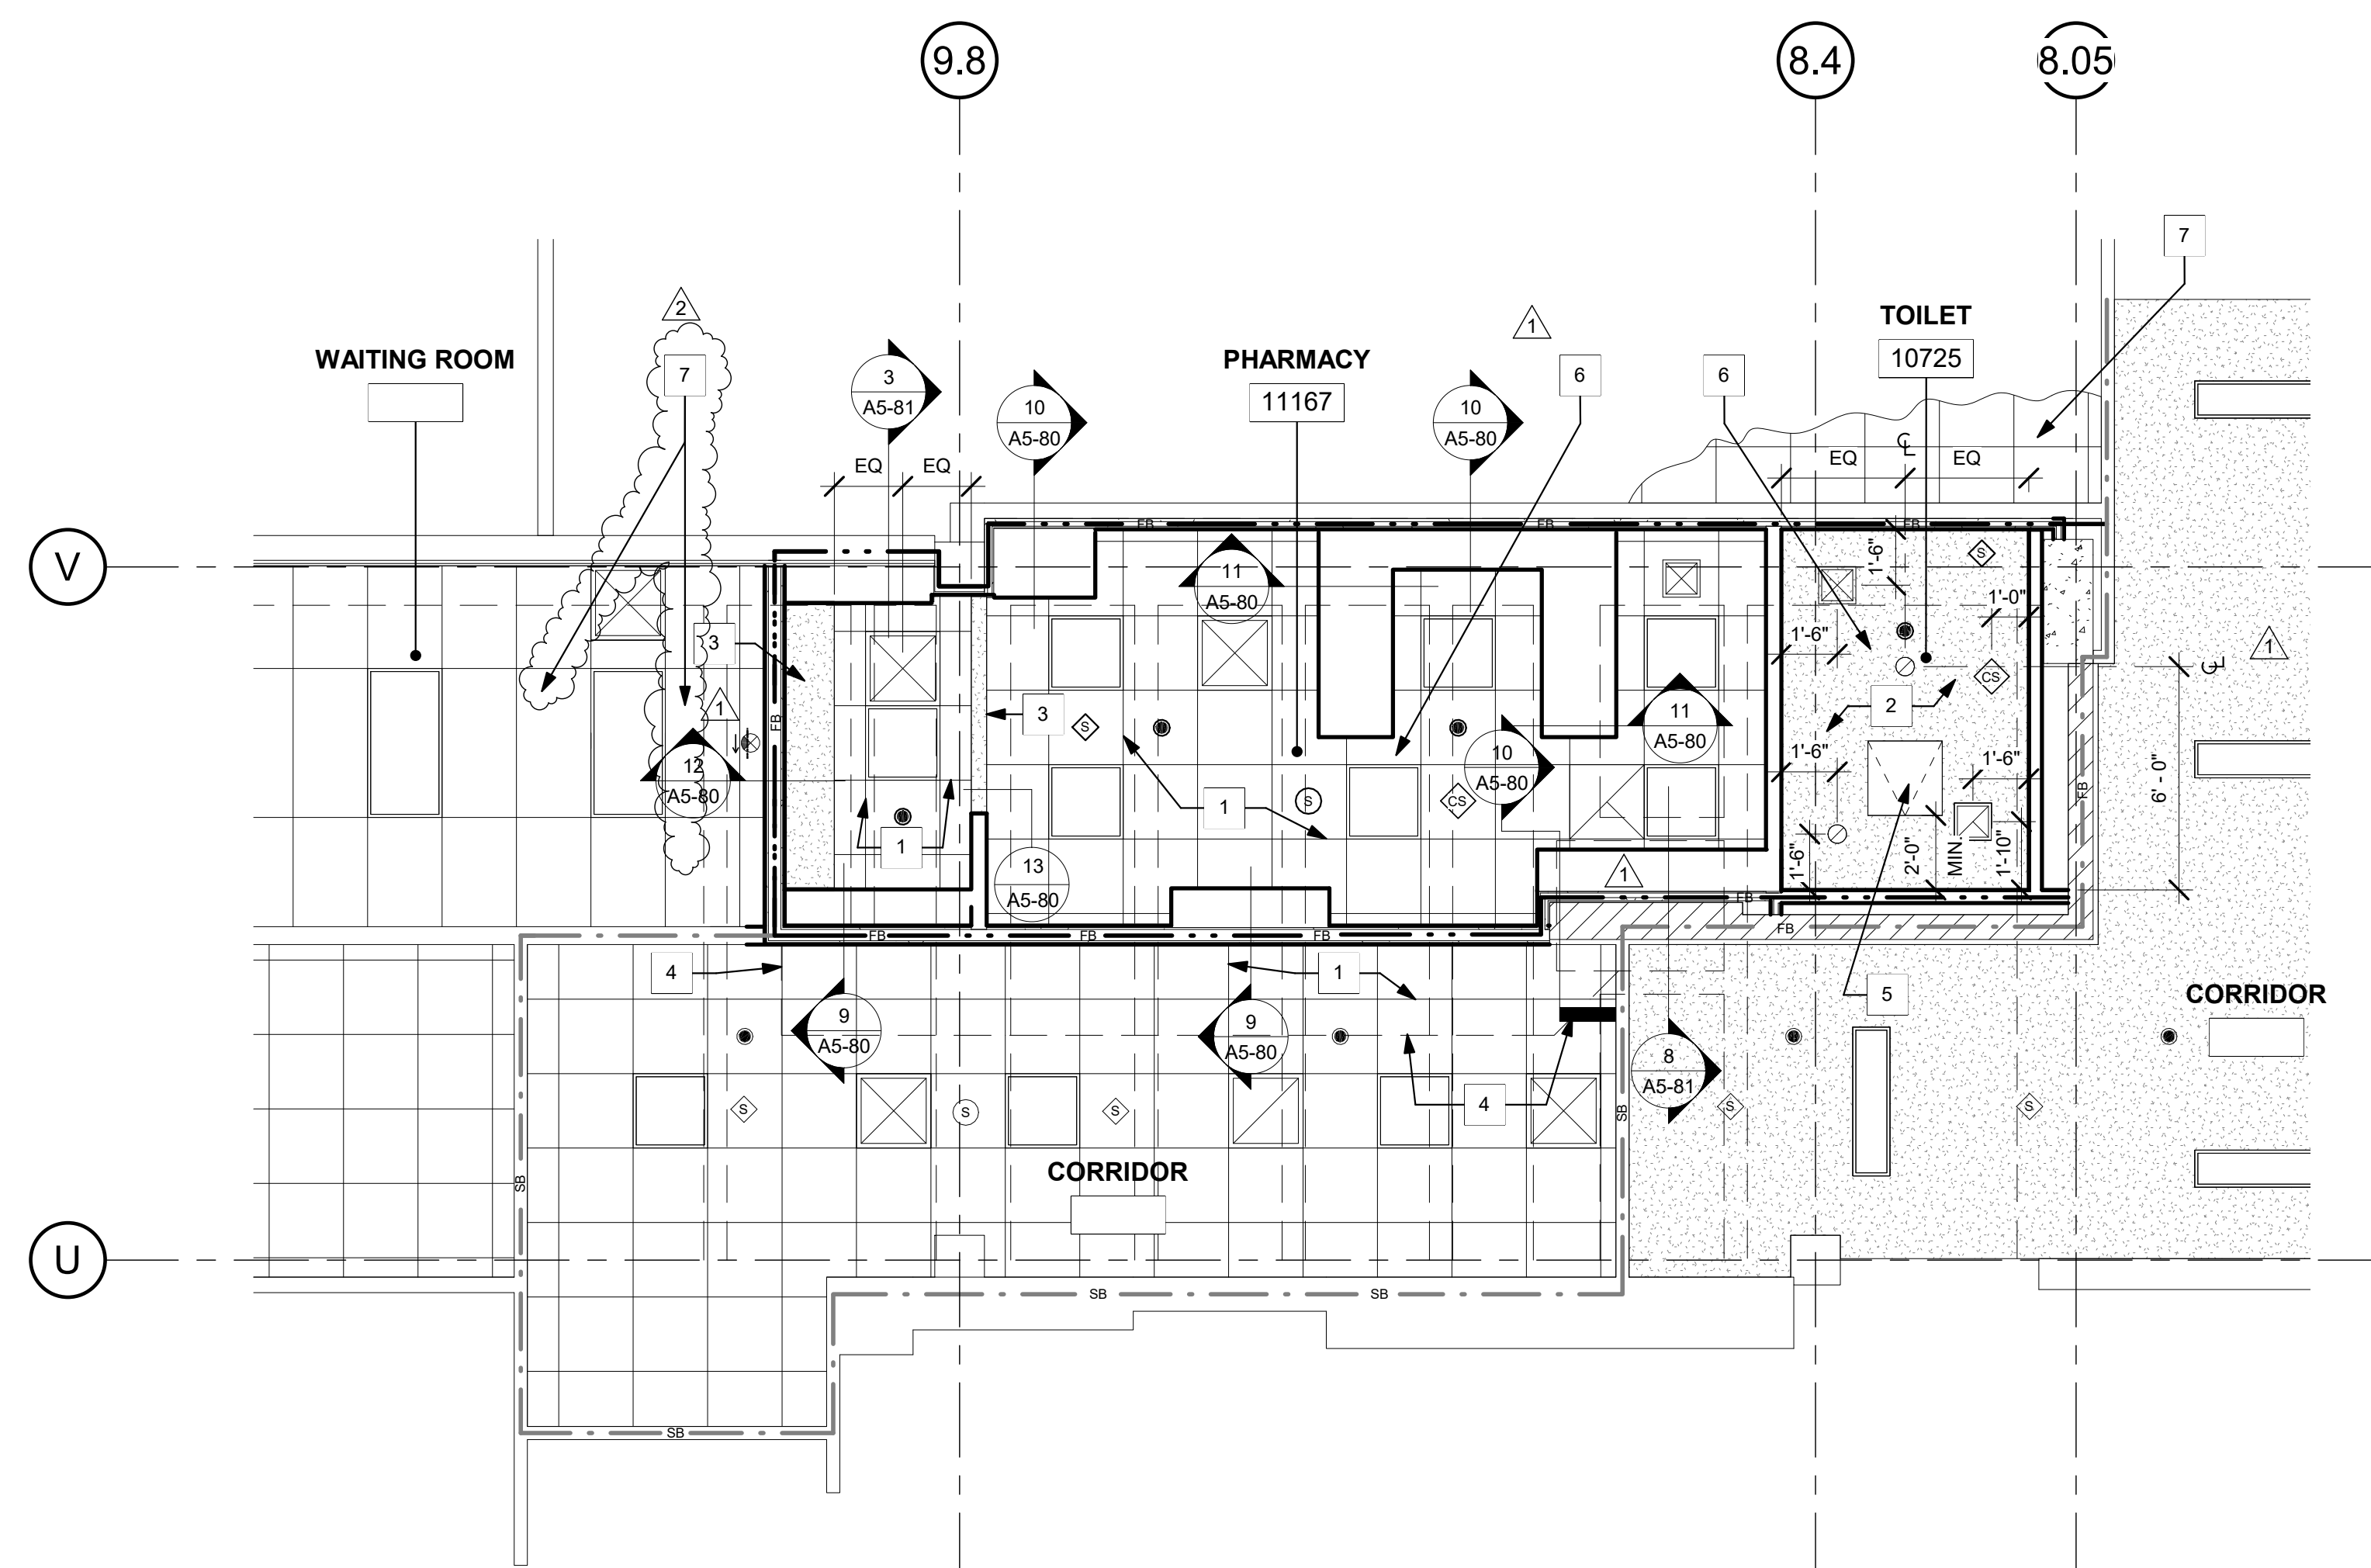 9.8
8.4
8.05
7
2
1
TOILET
10725
WAITING ROOM
7
3
A5-81
10
A5-80
PHARMACY
11167
10
A5-80
6
6
EQ
EQ
EQ
℄
EQ
V
FB
FB
FB
11
A5-80
1'-6"
S
1'-0"
1'-6"
3
1
FB
12
A5-80
3
S
10
A5-80
11
A5-80
CS
2
℄
1
1'-6"
1'-6"
6' - 0"
FB
1
S
CS
1
13
A5-80
1
1'-6"
2'-0"
MIN.
1'-10"
FB
FB
FB
FB
FB
4
1
5
CORRIDOR
9
A5-80
9
A5-80
8
A5-81
4
S
S
S
SB
S
S
CORRIDOR
SB
U
SB
SB
SB